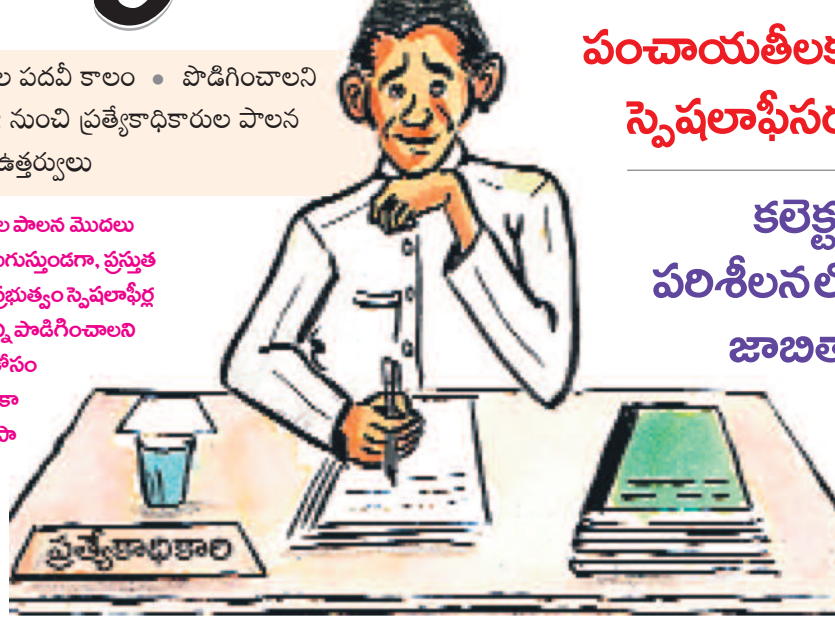 ల పదవీ కాలం • పొడిగించాలని
నుంచి ప్రత్యేకాధికారుల పాలన
ఉత్తర్వులు
ల పాలన మొదలు
గుస్తుండగా, ప్రస్తుత
ప్రభుత్వం స్పెషలాఫీర్ల
న్ని పొడిగించాలని
కోసం
కా
పా
పంచాయతీలక
స్పెషలాఫీసర
కలెక్ట
పరిశీలనలో
జాబితా
ప్రత్యేకాధికారి